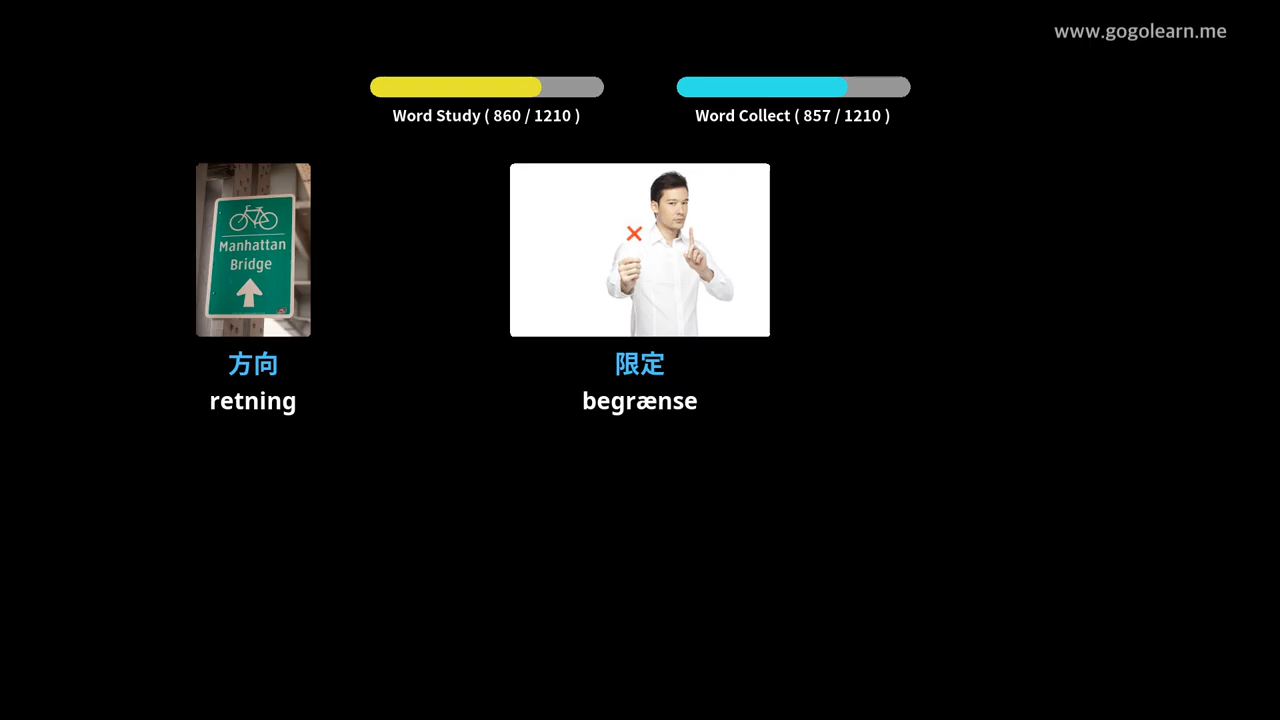 www.gogolearn.me
Word Study ( 860 / 1210 )
Word Collect ( 857 / 1210 )
Manhattan
Bridge
方向
retning
限定
begrænse